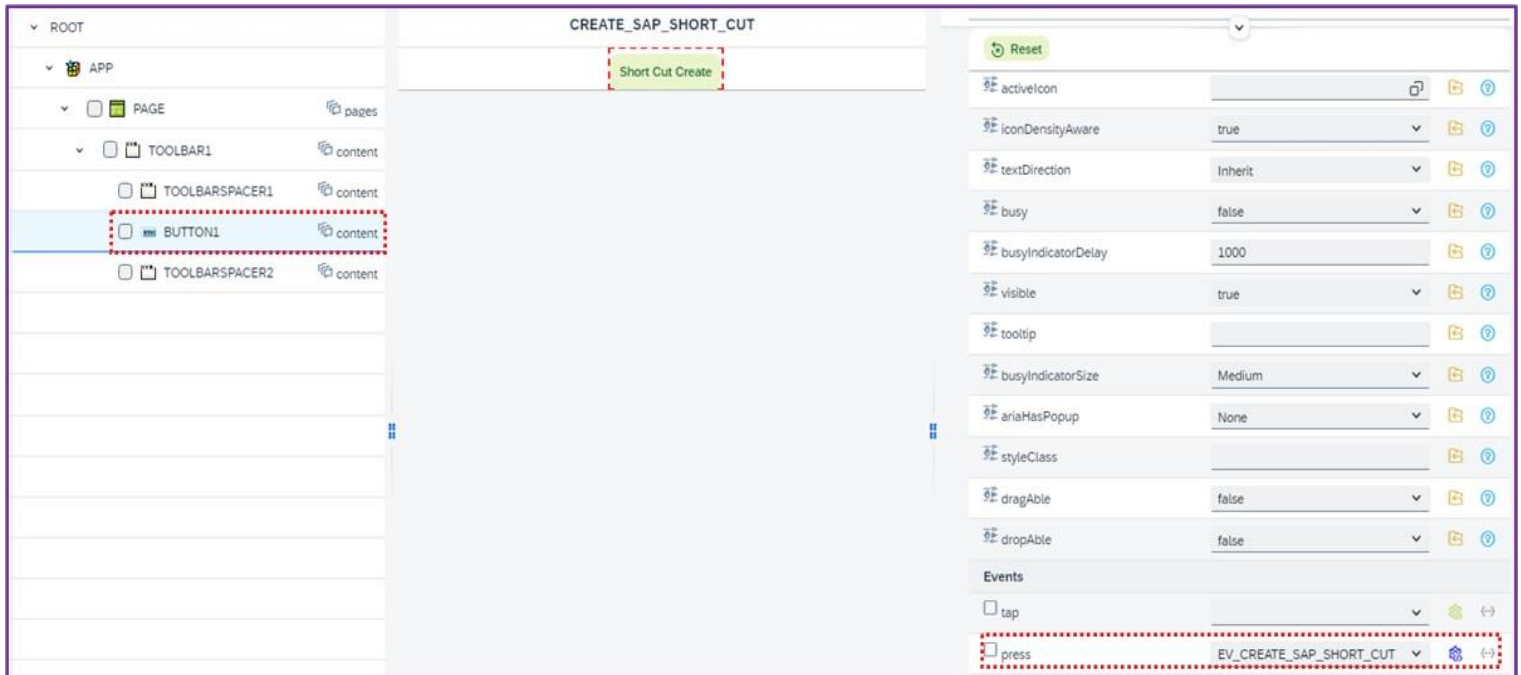 ROOT
APP
PAGE pages
TOOLBAR1 content
TOOLBARSPACER1 content
BUTTON1 content
TOOLBARSPACER2 content
CREATE_SAP_SHORT_CUT
Short Cut Create
Reset
activeIcon
iconDensityAware true
textDirection Inherit
busy false
busyIndicatorDelay 1000
visible true
tooltip
busyIndicatorSize Medium
ariaHasPopup None
styleClass
dragAble false
dropAble false
Events
tap
press EV_CREATE_SAP_SHORT_CUT